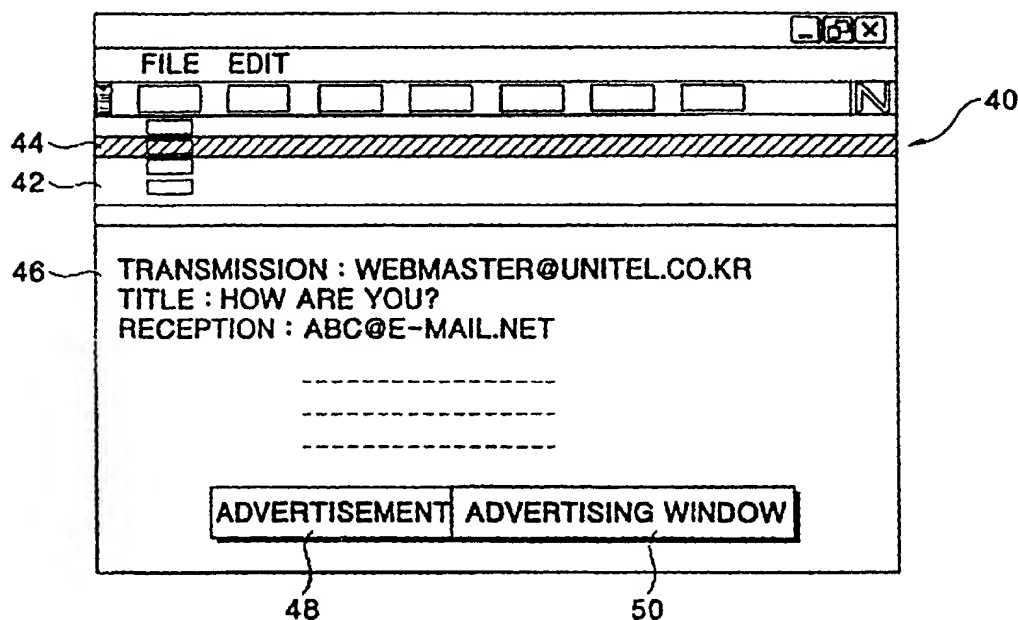 FILE EDIT
N
40
44
42
46
TRANSMISSION : WEBMASTER@UNITEL.CO.KR
TITLE : HOW ARE YOU?
RECEPTION : ABC@E-MAIL.NET
ADVERTISEMENT ADVERTISING WINDOW
48 50